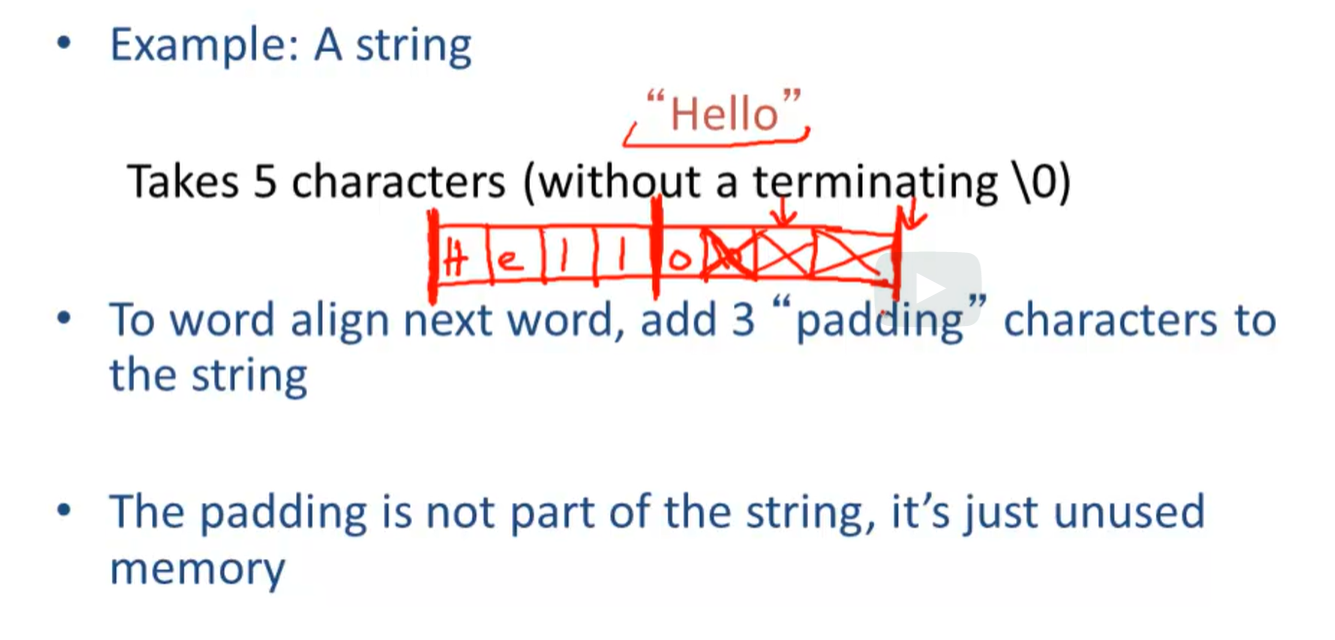 • Example: A string
“Hello”
Takes 5 characters (without a terminating \0)
H e l l o
• To word align next word, add 3 “padding” characters to
the string
• The padding is not part of the string, it’s just unused
memory